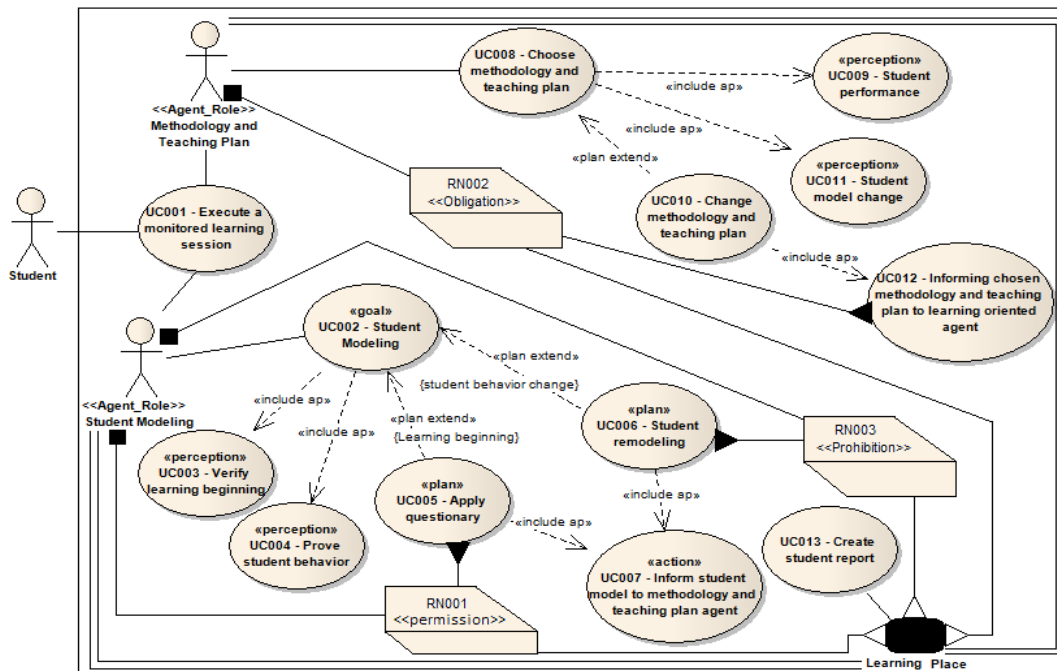 <<Agent_Role>>
Methodology and
Teaching Plan
UC008 - Choose
methodology and
teaching plan
«include ap»
«perception»
UC009 - Student
performance
«include ap»
«plan extend»
«perception»
UC011 - Student
model change
RN002
<<Obligation>>
UC010 - Change
methodology and
teaching plan
UC001 - Execute a
monitored learning
session
Student
«include ap»
UC012 - Informing chosen
methodology and teaching
plan to learning oriented
agent
«goal»
UC002 - Student
Modeling
«plan extend»
{student behavior change}
<<Agent_Role>>
Student Modeling
«include ap»
«include ap»
«plan extend»
{Learning beginning}
«plan»
UC006 - Student
remodeling
RN003
<<Prohibition>>
«perception»
UC003 - Verify
learning beginning
«plan»
UC005 - Apply
questionary
«include ap»
«perception»
UC004 - Prove
student behavior
«include ap»
UC013 - Create
student report
«action»
UC007 - Inform student
model to methodology and
teaching plan agent
RN001
<<permission>>
Learning Place